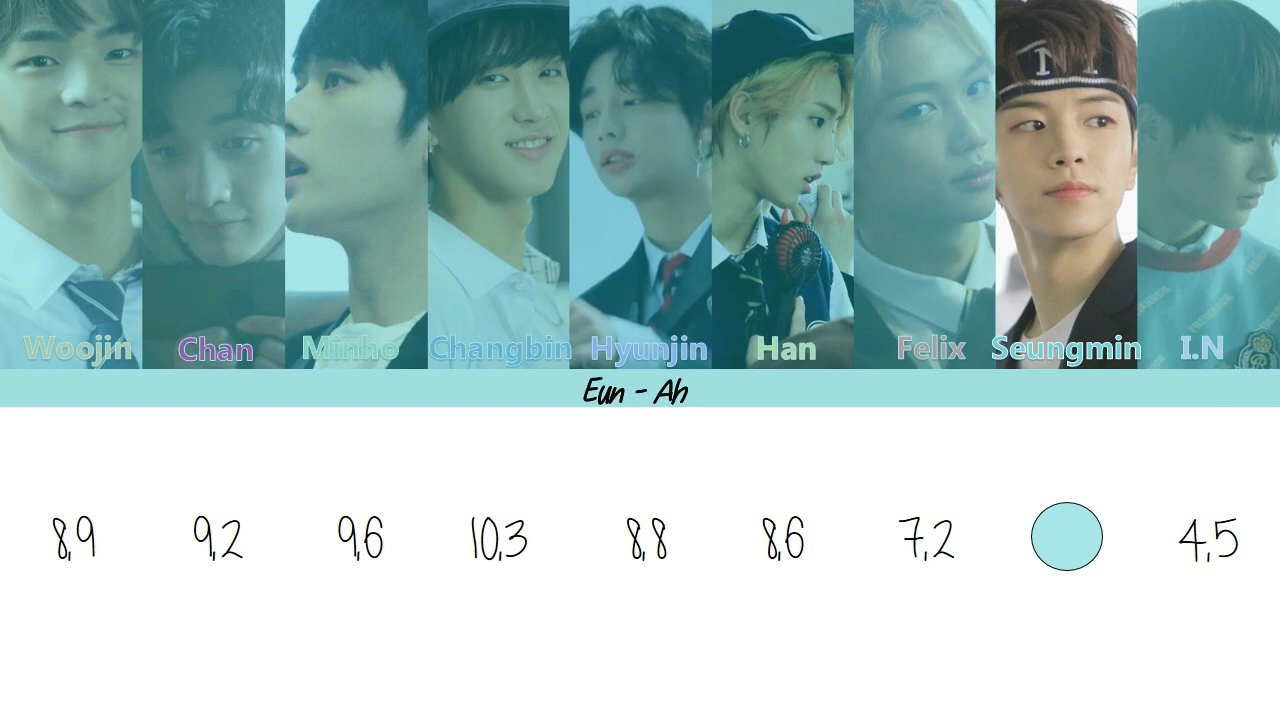 Woojin Chan Minho Changbin Hyunjin Han Felix Seungmin I.N
Eun - Ah
8,9 9,2 9,6 10,3 8,8 8,6 7,2 4,5